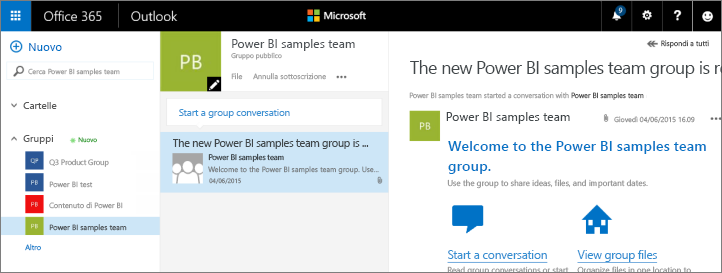 Office 365
Outlook
Microsoft
9
?
Nuovo
Cerca Power BI samples team
Cartelle
Gruppi
Nuovo
QP
Q3 Product Group
PB
Power BI test
PB
Contenuto di Power BI
PB
Power BI samples team
Altro
PB
Power BI samples team
Gruppo pubblico
File
Annulla sottoscrizione
•••
Start a group conversation
The new Power BI samples team group is ...
Power BI samples team
Welcome to the Power BI samples team group. Use...
04/06/2015
Rispondi a tutti
The new Power BI samples team group is r
Power BI samples team started a conversation with Power BI samples team
PB
Power BI samples team
Giovedì 04/06/2015 16.09
•••
Welcome to the Power BI samples team
group.
Use the group to share ideas, files, and important dates.
Start a conversation
View group files
Read group conversations or start
Organize files in one location to